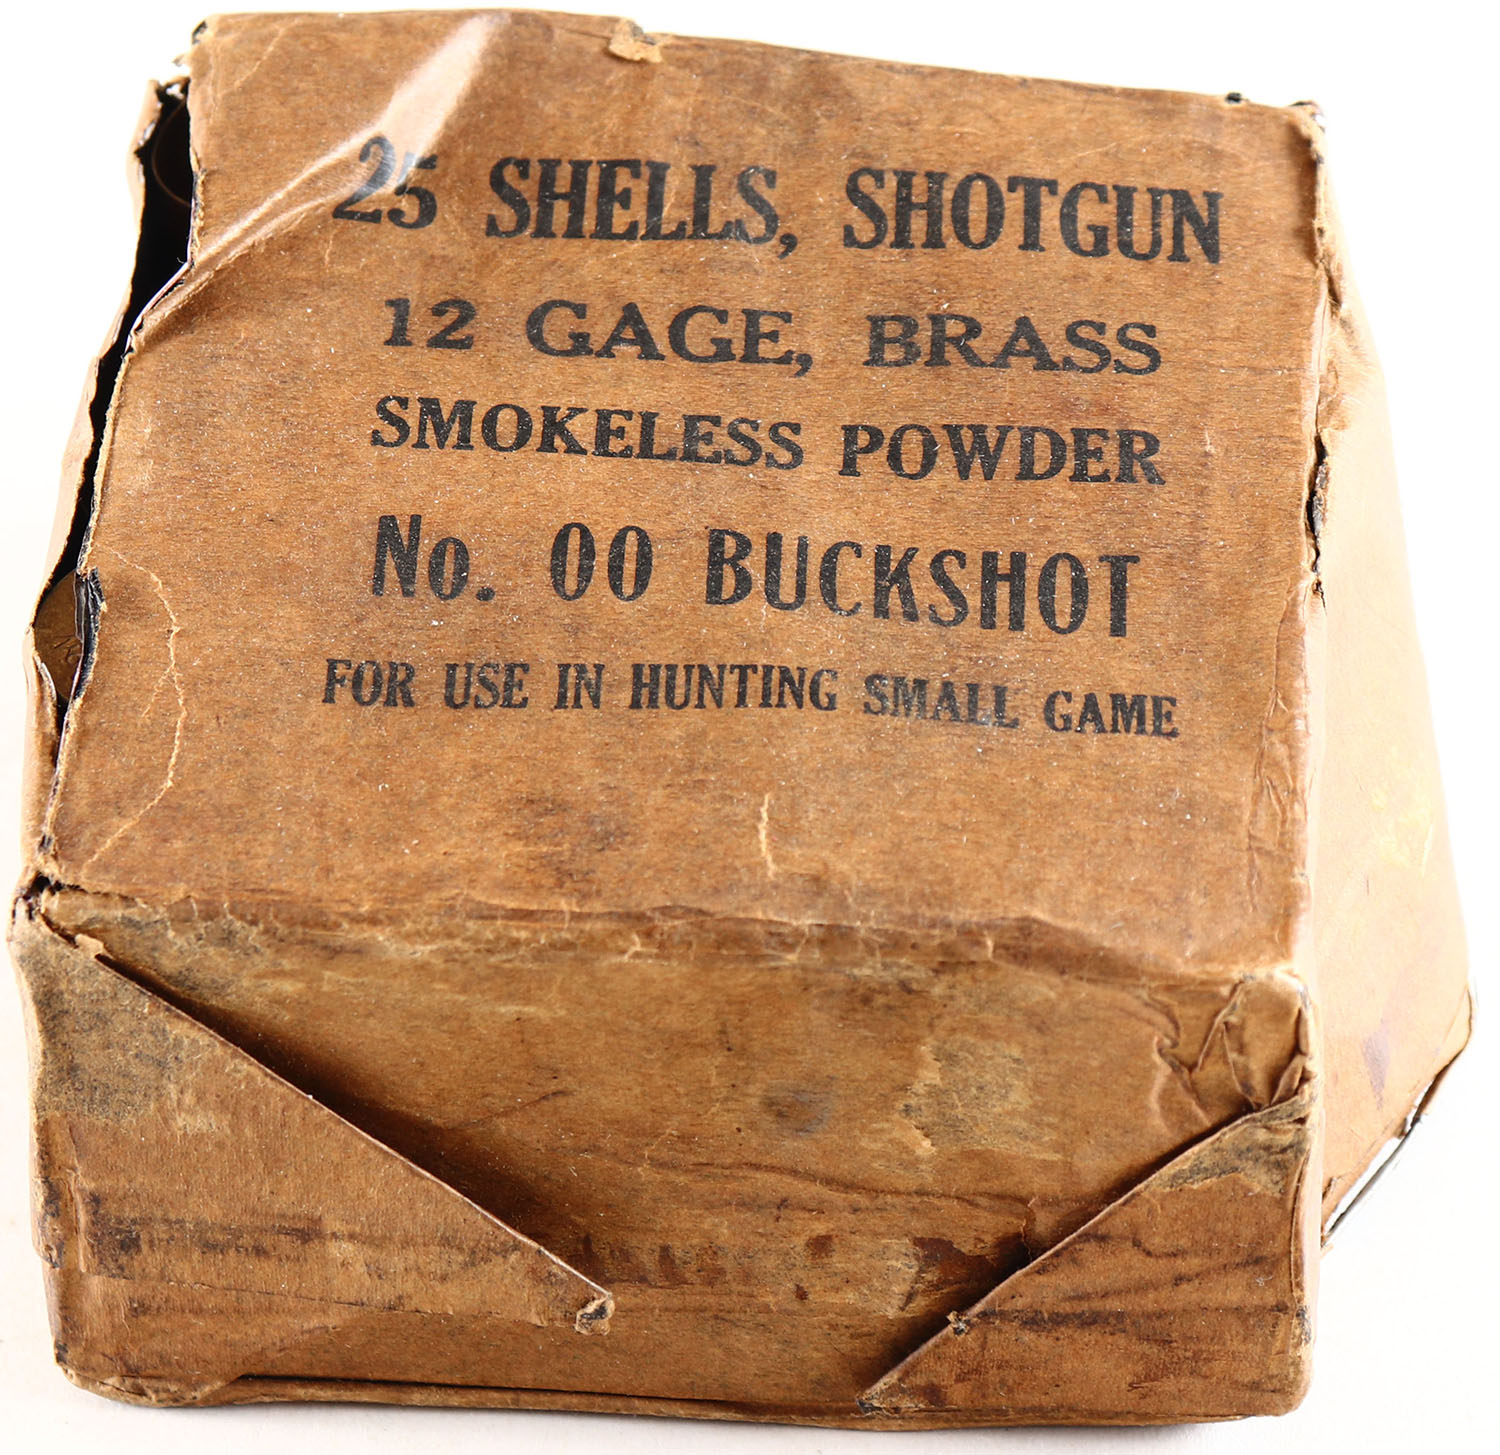 25 SHELLS, SHOTGUN
12 GAGE, BRASS
SMOKELESS POWDER
No. 00 BUCKSHOT
FOR USE IN HUNTING SMALL GAME